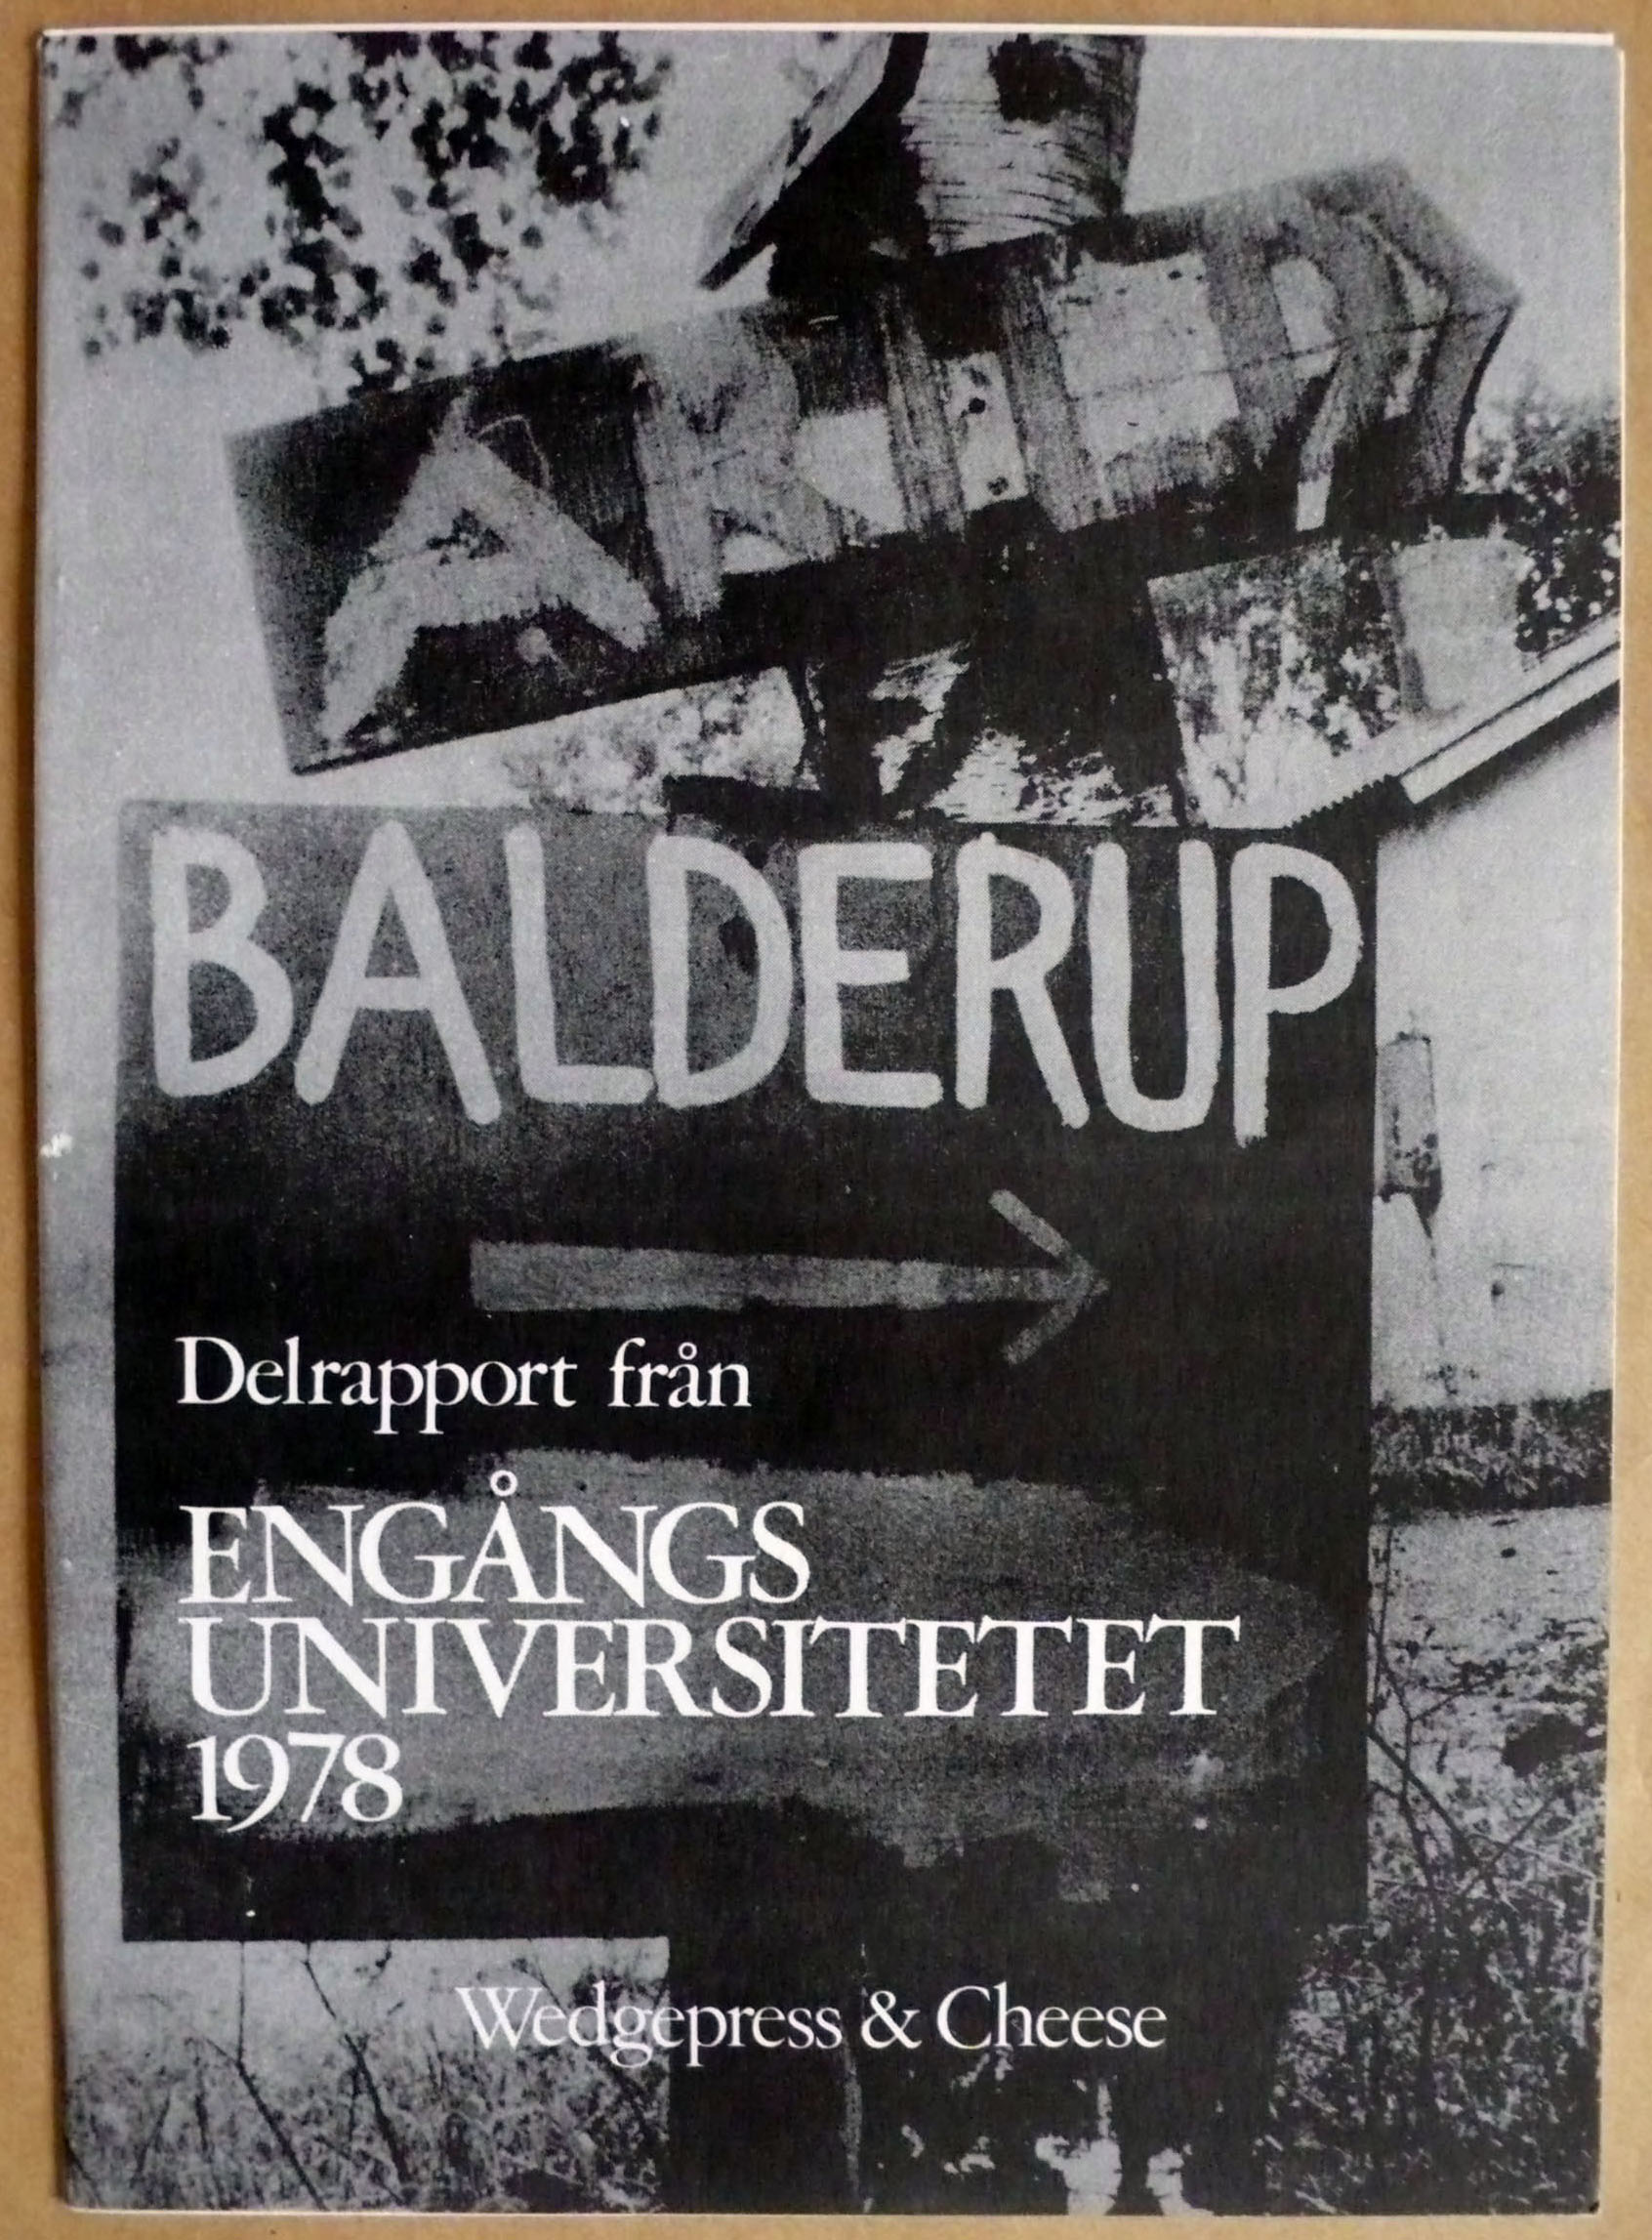 BALDERUP
Delrapport från
ENGÅNGS
UNIVERSITETET
1978
Wedgepress & Cheese